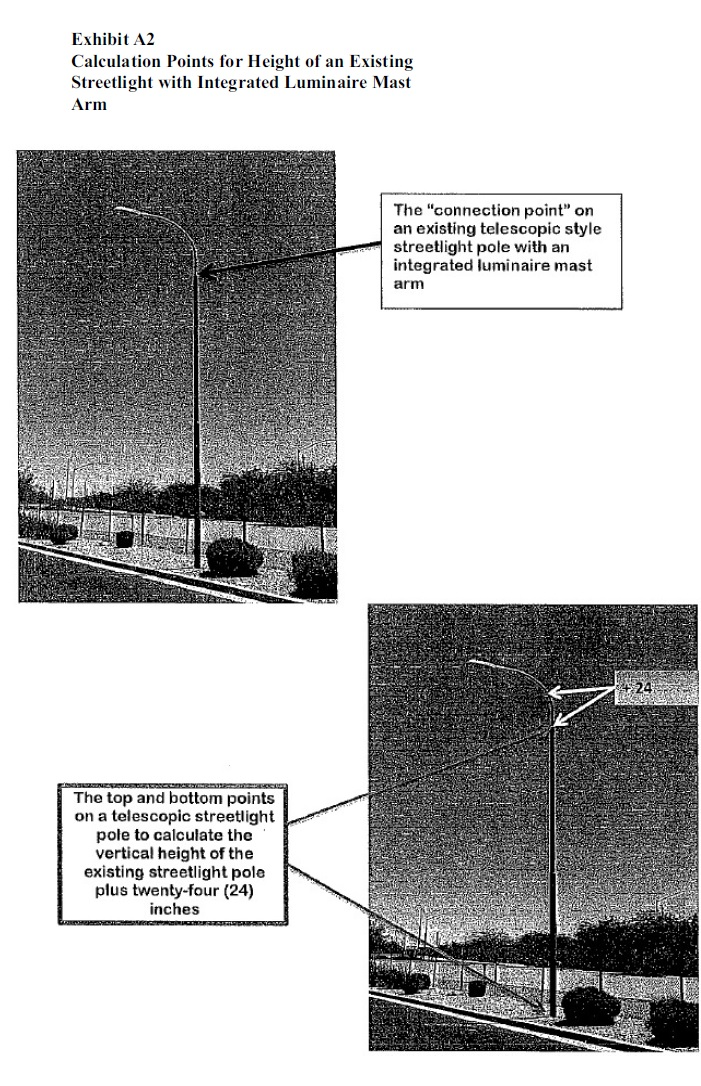 Exhibit A2
Calculation Points for Height of an Existing
Streetlight with Integrated Luminaire Mast
Arm
The “connection point” on
an existing telescopic style
streetlight pole with an
integrated luminaire mast
arm
+ 24
The top and bottom points
on a telescopic streetlight
pole to calculate the
vertical height of the
existing streetlight pole
plus twenty-four (24)
inches